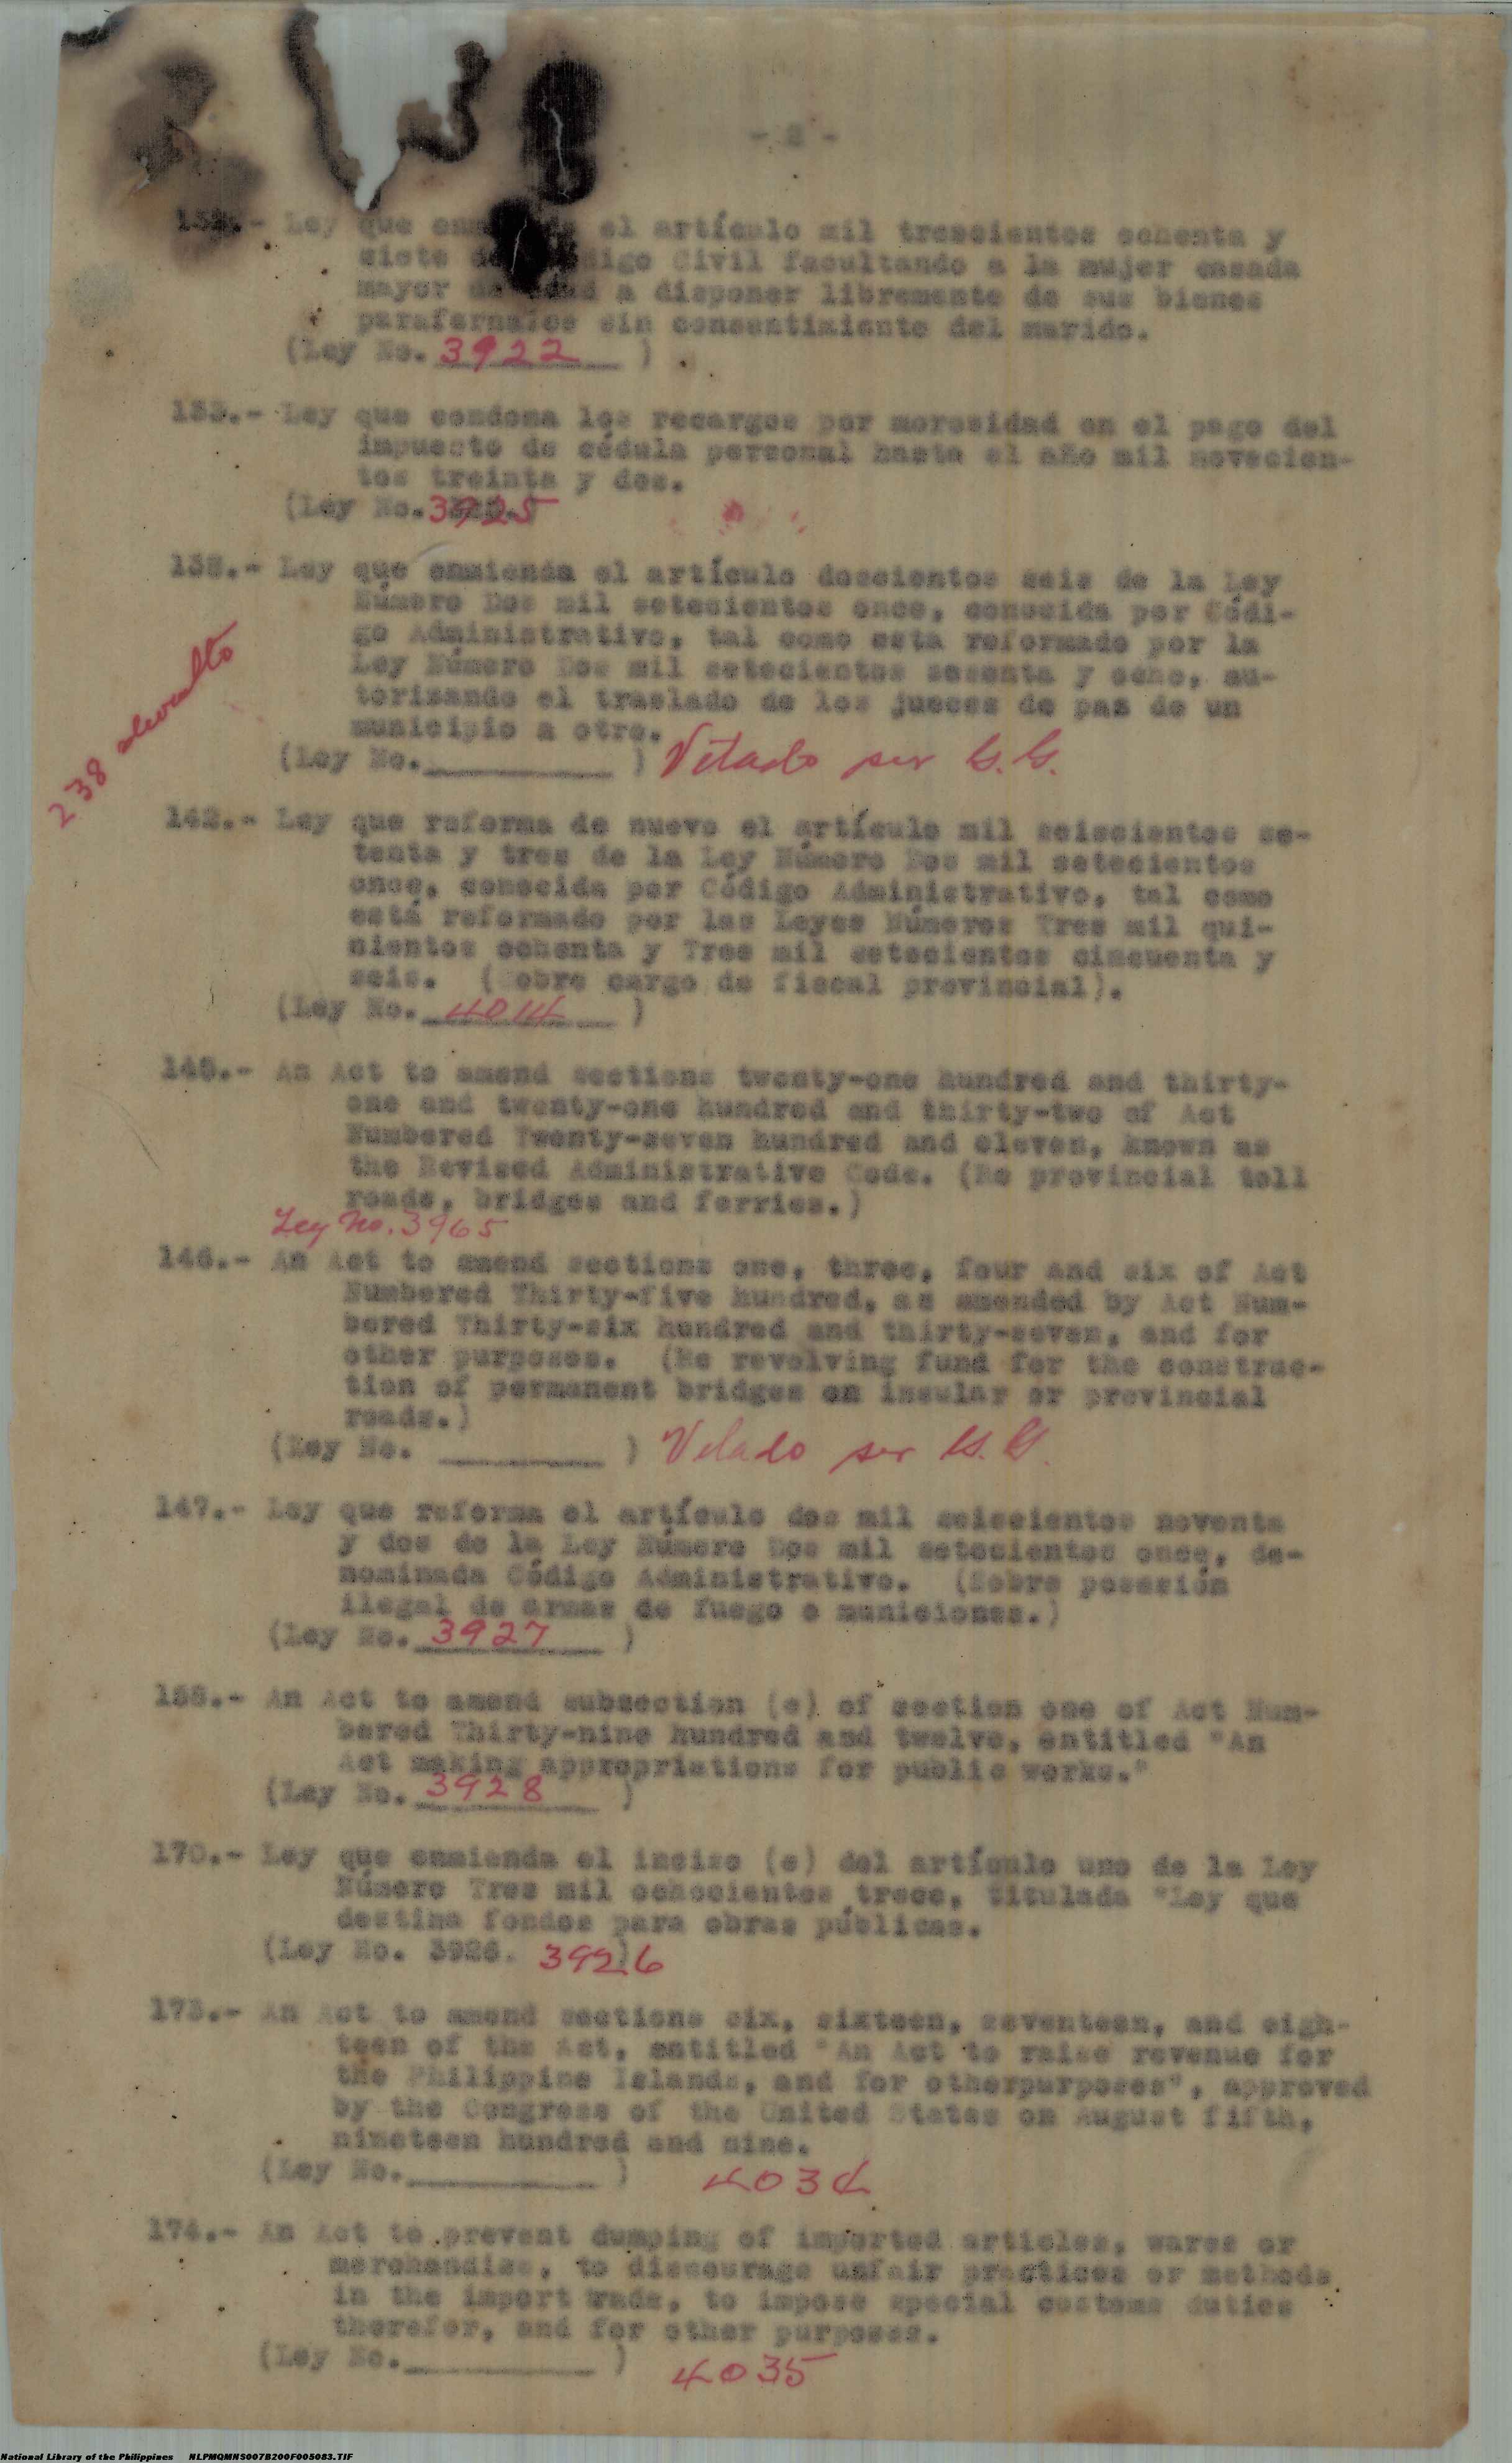 - 2 -
Ley que el artículo mil trescientos ochenta y
siete Civil facultando a la mujer casada
mayor de edad a disponer libremente de sus bienes
parafernales sin consentimiento del marido.
(Ley No. 3922 )
133.- Ley que condona los recargos por morosidad en el pago del
impuesto de cédula personal hasta el año mil novecien-
tos treinta y dos.
(Ley No. 3925 )
138.- Ley que enmienda el artículo doscientos seis de la Ley
Número Dos mil setecientos once, conocida por Códi-
go Administrativo, tal como esta reformado por la
Ley Número Dos mil setecientos sesenta y ocho, au-
torizando el traslado de los jueces de paz de un
municipio a otro.
(Ley No. ) Vetado por G. G.
238
142.- Ley que reforma de nuevo el artículo mil seiscientos se-
tenta y tres de la Ley Número Dos mil setecientos
once, conocida por Código Administrativo, tal como
está reformado por las Leyes Números Tres mil qui-
nientos ochenta y Tres mil setecientos cincuenta y
seis. (Sobre cargo de fiscal provincial).
(Ley No. 4014 )
145.- An Act to amend sections twenty-one hundred and thirty-
one and twenty-one hundred and thirty-two of Act
Numbered Twenty-seven hundred and eleven, known as
the Revised Administrative Code. (Re provincial toll
roads, bridges and ferries.)
Ley No. 3965
146.- An Act to amend sections one, three, four and six of Act
Numbered Thirty-five hundred, as amended by Act Num-
bered Thirty-six hundred and thirty-seven, and for
other purposes. (Re revolving fund for the construc-
tion of permanent bridges on insular or provincial
roads.)
(Ley No. ) Vetado por G. G.
147.- Ley que reforma el artículo dos mil seiscientos noventa
y dos de la Ley Número Dos mil setecientos once, de-
nominada Código Administrativo. (Sobre posesión
ilegal de armas de fuego o municiones.)
(Ley No. 3927 )
An Act to amend subsection (e) of section one of Act Num-
bered Thirty-nine hundred and twelve, entitled "An
Act making appropriations for public works."
(Ley No. 3928 )
170.- Ley que enmienda el inciso (e) del artículo uno de la Ley
Número Tres mil ochocientos trece, titulada "Ley que
destina fondos para obras públicas.
(Ley No. 3926. ) 3926
173.- An Act to amend sections six, sixteen, seventeen, and eigh-
teen of the Act, entitled "An Act to raise revenue for
the Philippine Islands, and for otherpurposes", approved
by the Congress of the United States on August fifth,
nineteen hundred and nine.
(Ley No. ) 4034
174.- An Act to prevent dumping of imported articles, wares or
merchandise, to discourage unfair practices or methods
in the import trade, to impose special customs duties
therefor, and for other purposes.
(Ley No. ) 4035
National Library of the Philippines NLPMQMNS007B200F005083.TIF